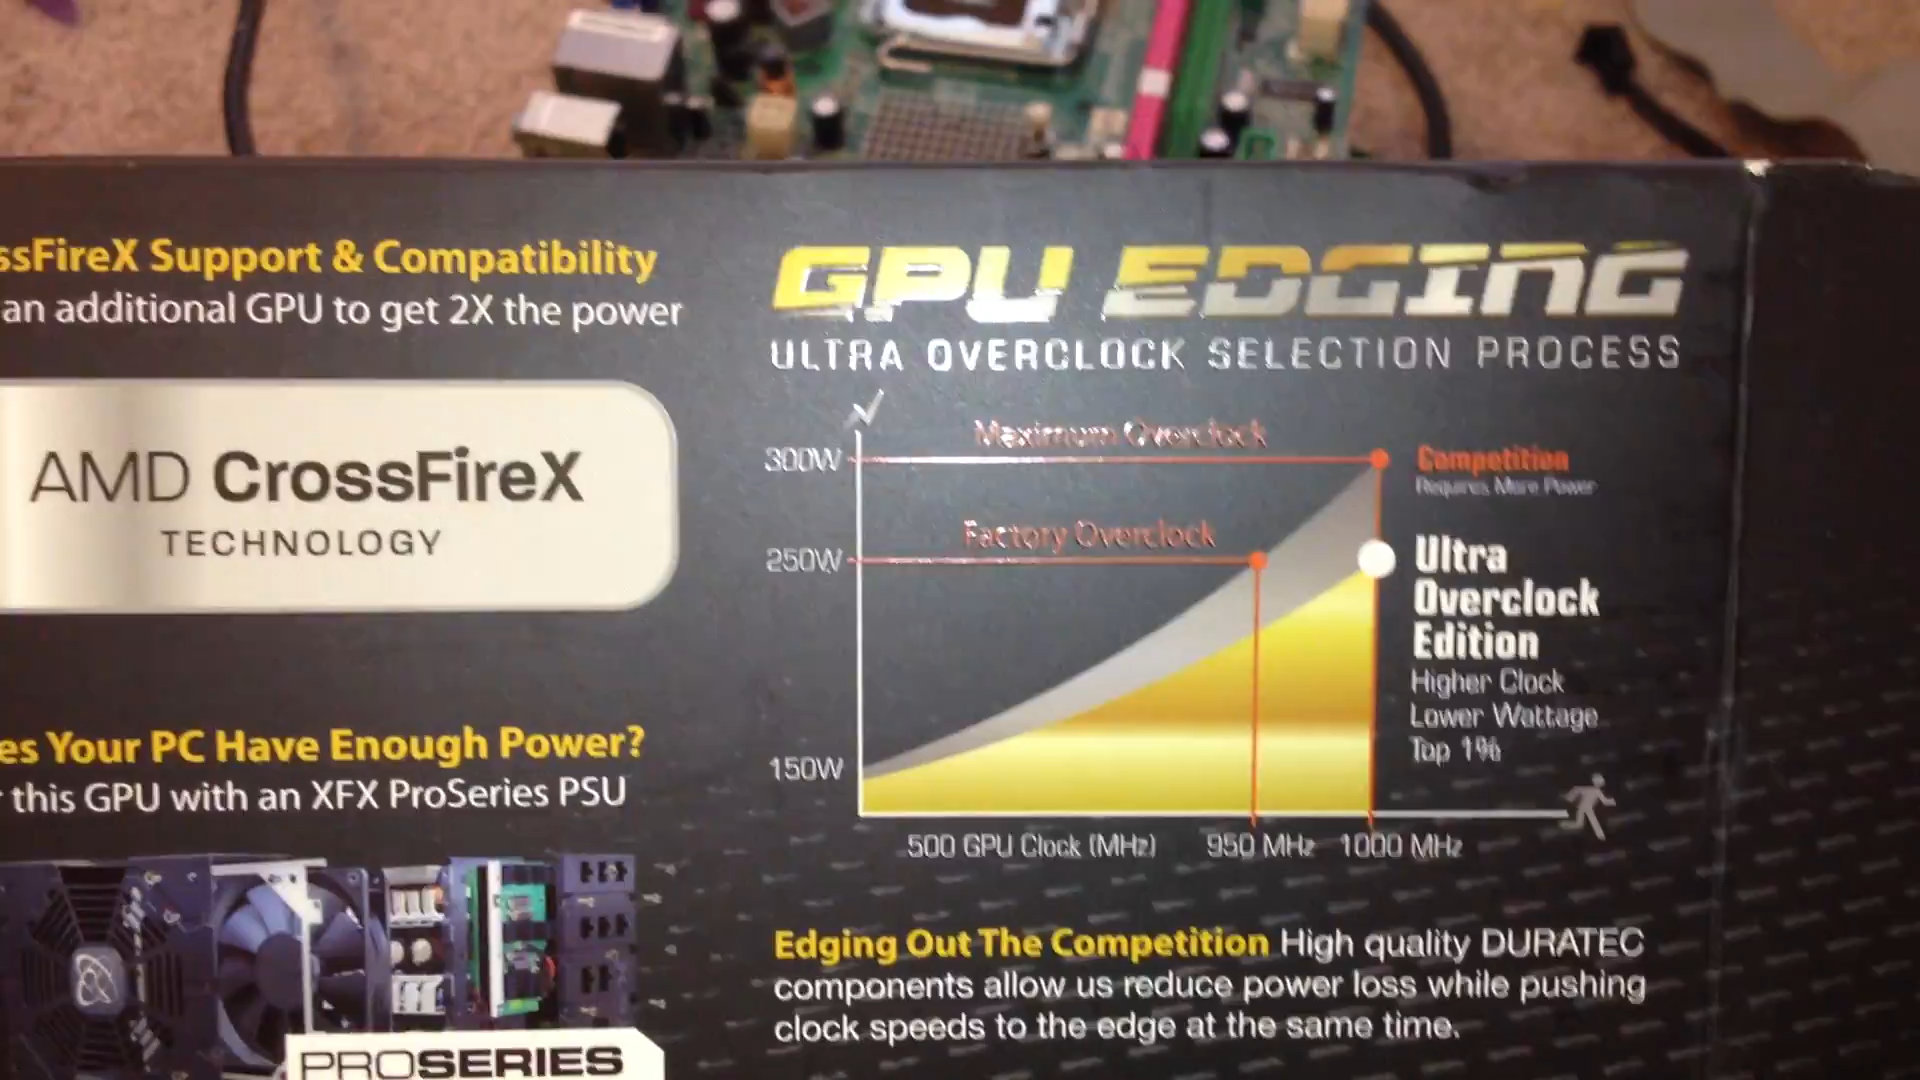 ssFireX Support & Compatibility
an additional GPU to get 2X the power
AMD CrossFireX
TECHNOLOGY
es Your PC Have Enough Power?
this GPU with an XFX ProSeries PSU
PROSERIES
GPU EDGING
ULTRA OVERCLOCK SELECTION PROCESS
Maximum Overclock
300W
Competition
Requires More Power
Factory Overclock
250W
Ultra
Overclock
Edition
Higher Clock
Lower Wattage
Top 1%
150W
500 GPU Clock (MHz) 950 MHz 1000 MHz
Edging Out The Competition High quality DURATEC
components allow us reduce power loss while pushing
clock speeds to the edge at the same time.